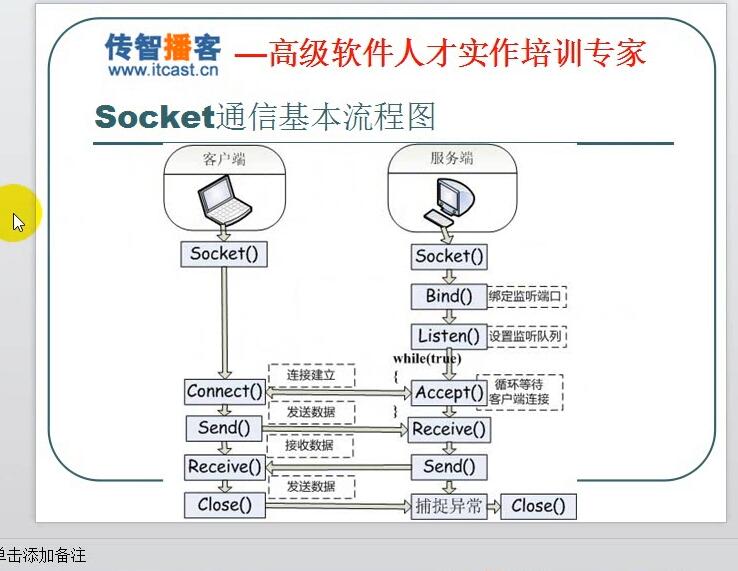 传智播客 —高级软件人才实作培训专家
www.itcast.cn
Socket通信基本流程图
客户端
服务端
Socket()
Socket()
Bind()
绑定监听端口
Listen()
设置监听队列
while(true)
{
连接建立
Connect()
Accept()
循环等待
客户端连接
}
发送数据
Send()
Receive()
接收数据
Receive()
Send()
发送数据
Close()
捕捉异常
Close()
单击添加备注